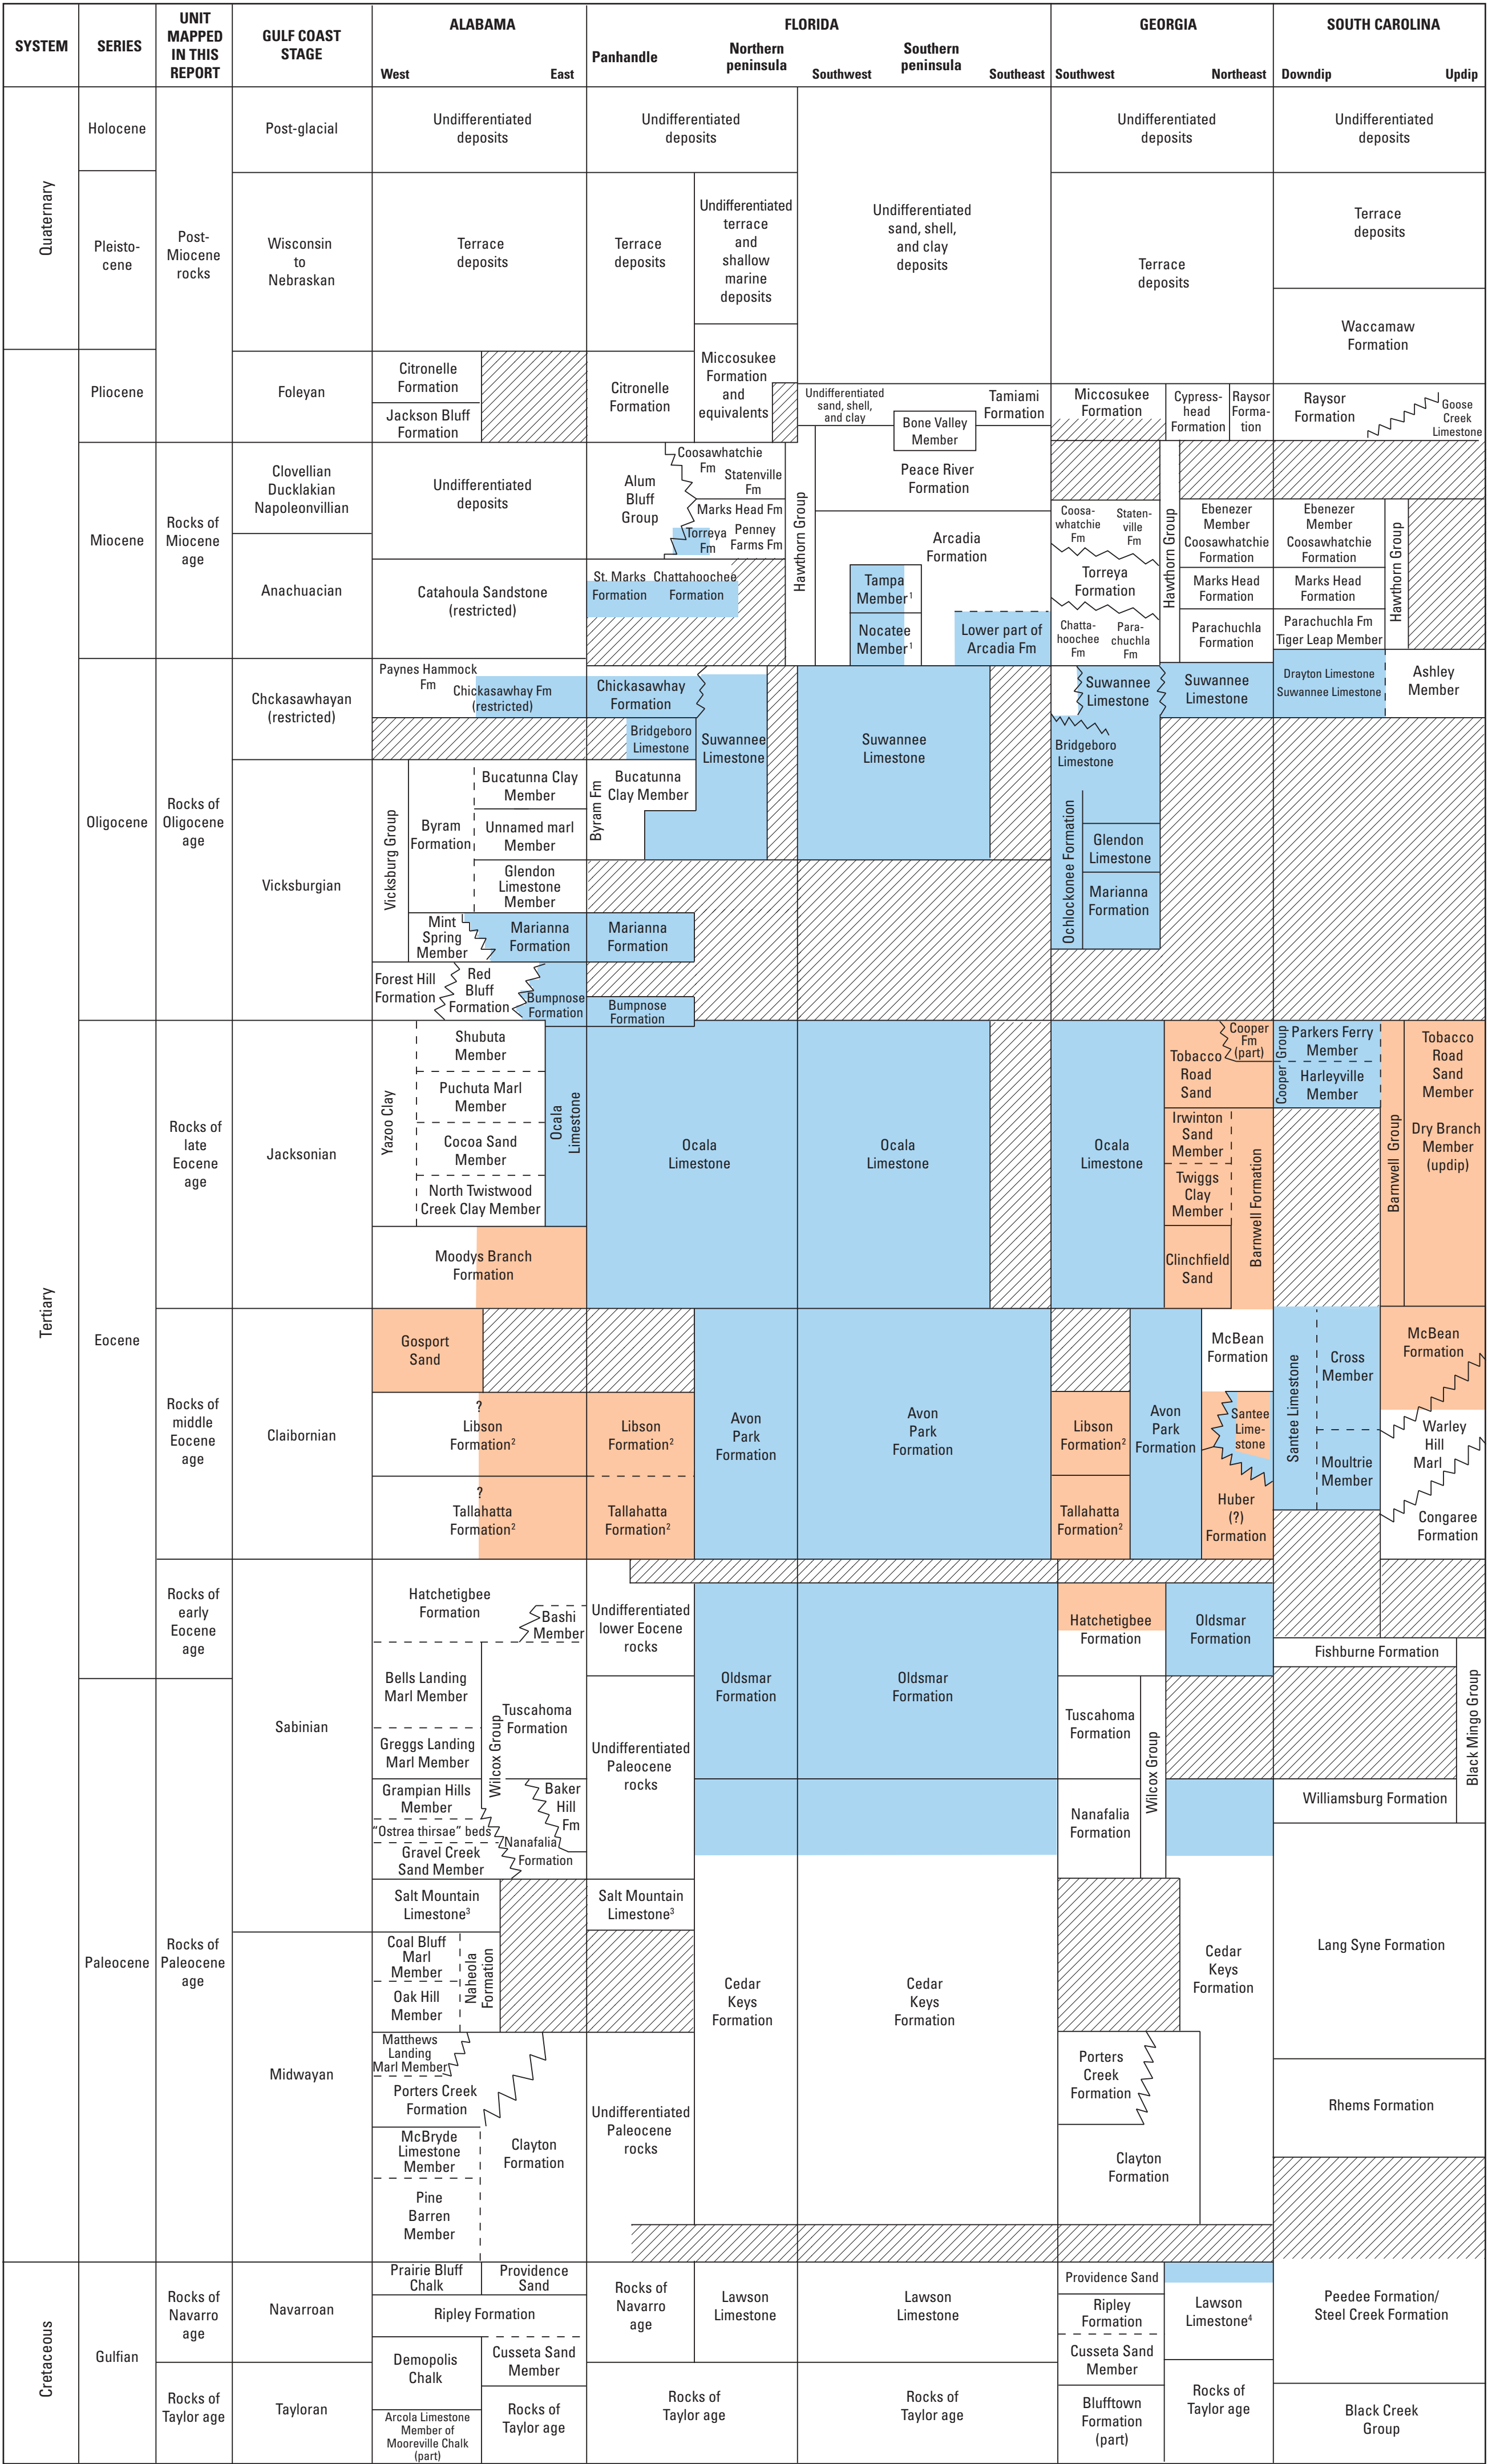 SYSTEM
SERIES
UNIT
MAPPED
IN THIS
REPORT
GULF COAST
STAGE
ALABAMA
West
East
FLORIDA
Panhandle
Northern
peninsula
Southwest
Southern
peninsula
Southeast
GEORGIA
Southwest
Northeast
SOUTH CAROLINA
Downdip
Updip
Quaternary
Tertiary
Cretaceous
Holocene
Pleisto-
cene
Pliocene
Miocene
Oligocene
Eocene
Paleocene
Gulfian
Post-
Miocene
rocks
Rocks of
Miocene
age
Rocks of
Oligocene
age
Rocks of
late
Eocene
age
Rocks of
middle
Eocene
age
Rocks of
early
Eocene
age
Rocks of
Paleocene
age
Rocks of
Navarro
age
Rocks of
Taylor age
Post-glacial
Wisconsin
to
Nebraskan
Foleyan
Clovellian
Ducklakian
Napoleonvillian
Anachuacian
Chckasawhayan
(restricted)
Vicksburgian
Jacksonian
Claibornian
Sabinian
Midwayan
Navarroan
Tayloran
Undifferentiated
deposits
Terrace
deposits
Citronelle
Formation
Jackson Bluff
Formation
Undifferentiated
deposits
Catahoula Sandstone
(restricted)
Paynes Hammock
Fm
Chickasawhay Fm
(restricted)
Vicksburg Group
Byram
Formation
Bucatunna Clay
Member
Unnamed marl
Member
Glendon
Limestone
Member
Mint
Spring
Member
Marianna
Formation
Forest Hill
Formation
Red
Bluff
Formation
Bumpnose
Formation
Yazoo Clay
Shubuta
Member
Puchuta Marl
Member
Cocoa Sand
Member
North Twistwood
Creek Clay Member
Ocala
Limestone
Moodys Branch
Formation
Gosport
Sand
?
Libson
Formation2
?
Tallahatta
Formation2
Hatchetigbee
Formation
Bashi
Member
Bells Landing
Marl Member
Greggs Landing
Marl Member
Wilcox Group
Tuscahoma
Formation
Grampian Hills
Member
"Ostrea thirsae" beds
Gravel Creek
Sand Member
Baker
Hill
Fm
Nanafalia
Formation
Salt Mountain
Limestone3
Coal Bluff
Marl
Member
Oak Hill
Member
Naheola
Formation
Matthews
Landing
Marl Member
Porters Creek
Formation
McBryde
Limestone
Member
Pine
Barren
Member
Clayton
Formation
Prairie Bluff
Chalk
Providence
Sand
Ripley Formation
Demopolis
Chalk
Cusseta Sand
Member
Arcola Limestone
Member of
Mooreville Chalk
(part)
Rocks of
Taylor age
Undifferentiated
deposits
Terrace
deposits
Undifferentiated
terrace
and
shallow
marine
deposits
Undifferentiated
sand, shell,
and clay
deposits
Citronelle
Formation
Miccosukee
Formation
and
equivalents
Undifferentiated
sand, shell,
and clay
Tamiami
Formation
Bone Valley
Member
Peace River
Formation
Alum
Bluff
Group
Coosawhatchie
Fm
Statenville
Fm
Marks Head Fm
Torreya
Fm
Penney
Farms Fm
Hawthorn Group
Arcadia
Formation
St. Marks
Formation
Chattahoochee
Formation
Tampa
Member1
Nocatee
Member1
Lower part of
Arcadia Fm
Chickasawhay
Formation
Bridgeboro
Limestone
Suwannee
Limestone
Suwannee
Limestone
Byram Fm
Bucatunna
Clay Member
Marianna
Formation
Bumpnose
Formation
Ocala
Limestone
Ocala
Limestone
Libson
Formation2
Tallahatta
Formation2
Avon
Park
Formation
Avon
Park
Formation
Undifferentiated
lower Eocene
rocks
Oldsmar
Formation
Oldsmar
Formation
Undifferentiated
Paleocene
rocks
Salt Mountain
Limestone3
Cedar
Keys
Formation
Cedar
Keys
Formation
Undifferentiated
Paleocene
rocks
Rocks of
Navarro
age
Lawson
Limestone
Lawson
Limestone
Rocks of
Taylor age
Rocks of
Taylor age
Undifferentiated
deposits
Terrace
deposits
Miccosukee
Formation
Cypress-
head
Formation
Raysor
Forma-
tion
Coosa-
whatchie
Fm
Staten-
ville
Fm
Torreya
Formation
Chatta-
hoochee
Fm
Para-
chuchla
Fm
Hawthorn Group
Ebenezer
Member
Coosawhatchie
Formation
Marks Head
Formation
Parachuchla
Formation
Suwannee
Limestone
Suwannee
Limestone
Bridgeboro
Limestone
Ochlockonee Formation
Glendon
Limestone
Marianna
Formation
Ocala
Limestone
Tobacco
Road
Sand
Cooper
Fm
(part)
Irwinton
Sand
Member
Twiggs
Clay
Member
Clinchfield
Sand
Barnwell Formation
McBean
Formation
Libson
Formation2
Tallahatta
Formation2
Avon
Park
Formation
Santee
Lime-
stone
Huber
(?)
Formation
Hatchetigbee
Formation
Oldsmar
Formation
Tuscahoma
Formation
Wilcox Group
Nanafalia
Formation
Cedar
Keys
Formation
Porters
Creek
Formation
Clayton
Formation
Providence Sand
Ripley
Formation
Cusseta Sand
Member
Blufftown
Formation
(part)
Lawson
Limestone4
Rocks of
Taylor age
Undifferentiated
deposits
Terrace
deposits
Waccamaw
Formation
Raysor
Formation
Goose
Creek
Limestone
Ebenezer
Member
Coosawhatchie
Formation
Marks Head
Formation
Parachuchla Fm
Tiger Leap Member
Hawthorn Group
Drayton Limestone
Suwannee Limestone
Ashley
Member
Cooper Group
Parkers Ferry
Member
Harleyville
Member
Barnwell Group
Tobacco
Road
Sand
Member
Dry Branch
Member
(updip)
Santee Limestone
Cross
Member
Moultrie
Member
McBean
Formation
Warley
Hill
Marl
Congaree
Formation
Fishburne Formation
Black Mingo Group
Williamsburg Formation
Lang Syne Formation
Rhems Formation
Peedee Formation/
Steel Creek Formation
Black Creek
Group